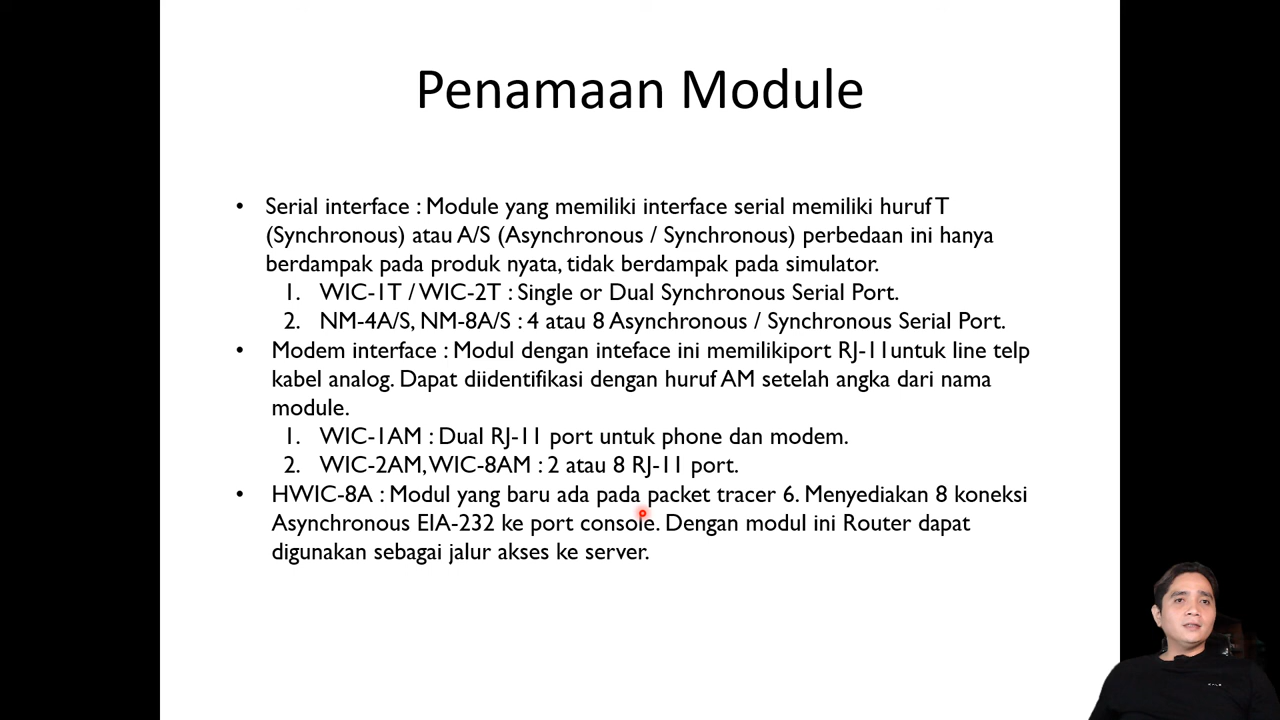 Penamaan Module
• Serial interface : Module yang memiliki interface serial memiliki huruf T
(Synchronous) atau A/S (Asynchronous / Synchronous) perbedaan ini hanya
berdampak pada produk nyata, tidak berdampak pada simulator.
1. WIC-1T / WIC-2T : Single or Dual Synchronous Serial Port.
2. NM-4A/S, NM-8A/S : 4 atau 8 Asynchronous / Synchronous Serial Port.
• Modem interface : Modul dengan inteface ini memilikiport RJ-11untuk line telp
kabel analog. Dapat diidentifikasi dengan huruf AM setelah angka dari nama
module.
1. WIC-1AM : Dual RJ-11 port untuk phone dan modem.
2. WIC-2AM, WIC-8AM : 2 atau 8 RJ-11 port.
• HWIC-8A : Modul yang baru ada pada packet tracer 6. Menyediakan 8 koneksi
Asynchronous EIA-232 ke port console. Dengan modul ini Router dapat
digunakan sebagai jalur akses ke server.